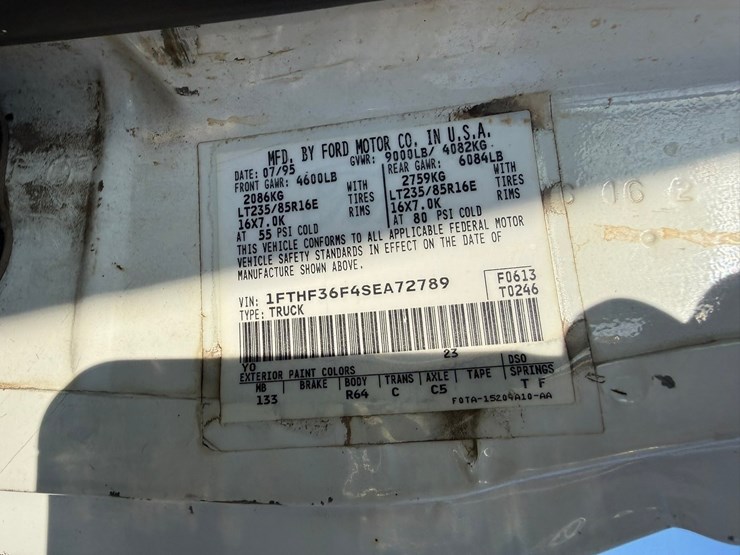 MFD. BY FORD MOTOR CO. IN U.S.A.
DATE: 07/95 GVWR: 9000LB/ 4082KG
FRONT GAWR: 4600LB REAR GAWR: 6084LB
2086KG WITH 2759KG WITH
LT235/85R16E TIRES LT235/85R16E TIRES
16X7.0K RIMS 16X7.0K RIMS
AT 55 PSI COLD AT 80 PSI COLD
THIS VEHICLE CONFORMS TO ALL APPLICABLE FEDERAL MOTOR
VEHICLE SAFETY STANDARDS IN EFFECT ON THE DATE OF
MANUFACTURE SHOWN ABOVE.
VIN: 1FTHF36F4SEA72789 F0613
TYPE: TRUCK T0246
YO 23
EXTERIOR PAINT COLORS DSO
WB BRAKE BODY TRANS AXLE TAPE SPRINGS
133 R64 C C5 T F
F0TA-15204A10-AA